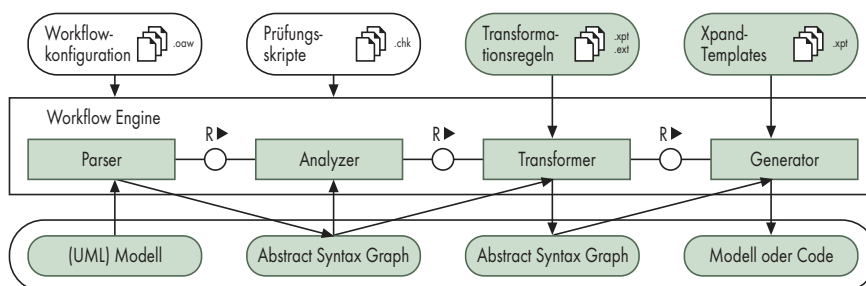 Workflow-
konfiguration
.oaw
Prüfungs-
skripte
.chk
Transforma-
tionsregeln
.xpt
.ext
Xpand-
Templates
.xpt
Workflow Engine
R
R
R
Parser
Analyzer
Transformer
Generator
(UML) Modell
Abstract Syntax Graph
Abstract Syntax Graph
Modell oder Code